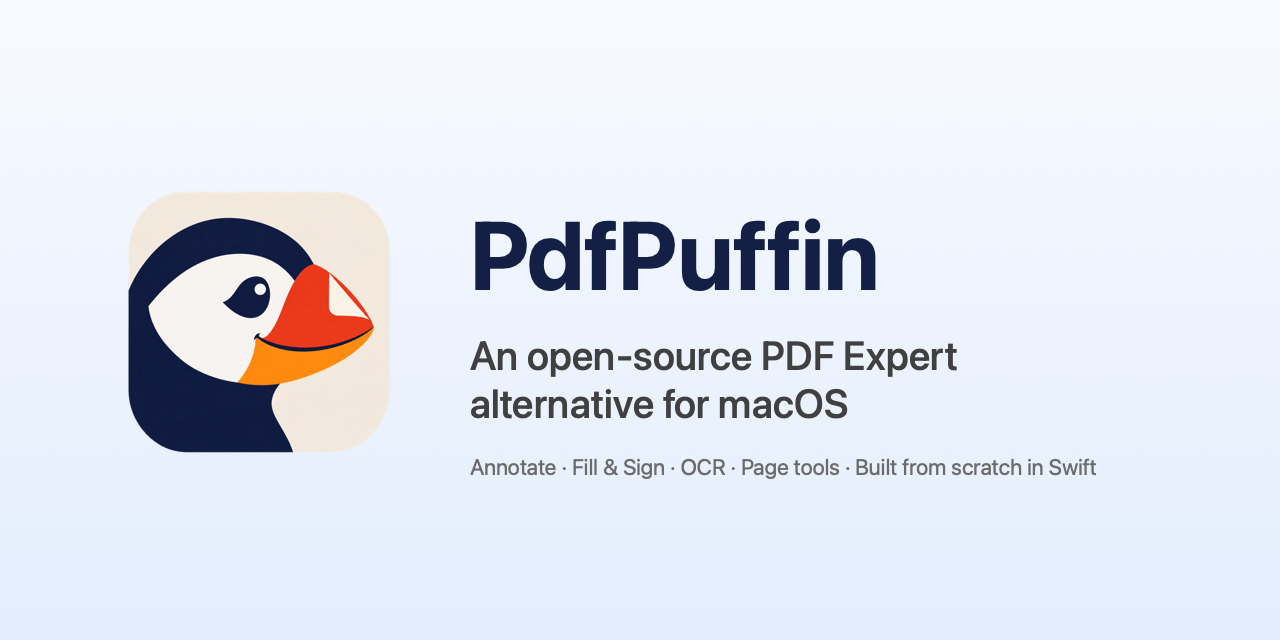 PdfPuffin
An open-source PDF Expert
alternative for macOS
Annotate · Fill & Sign · OCR · Page tools · Built from scratch in Swift